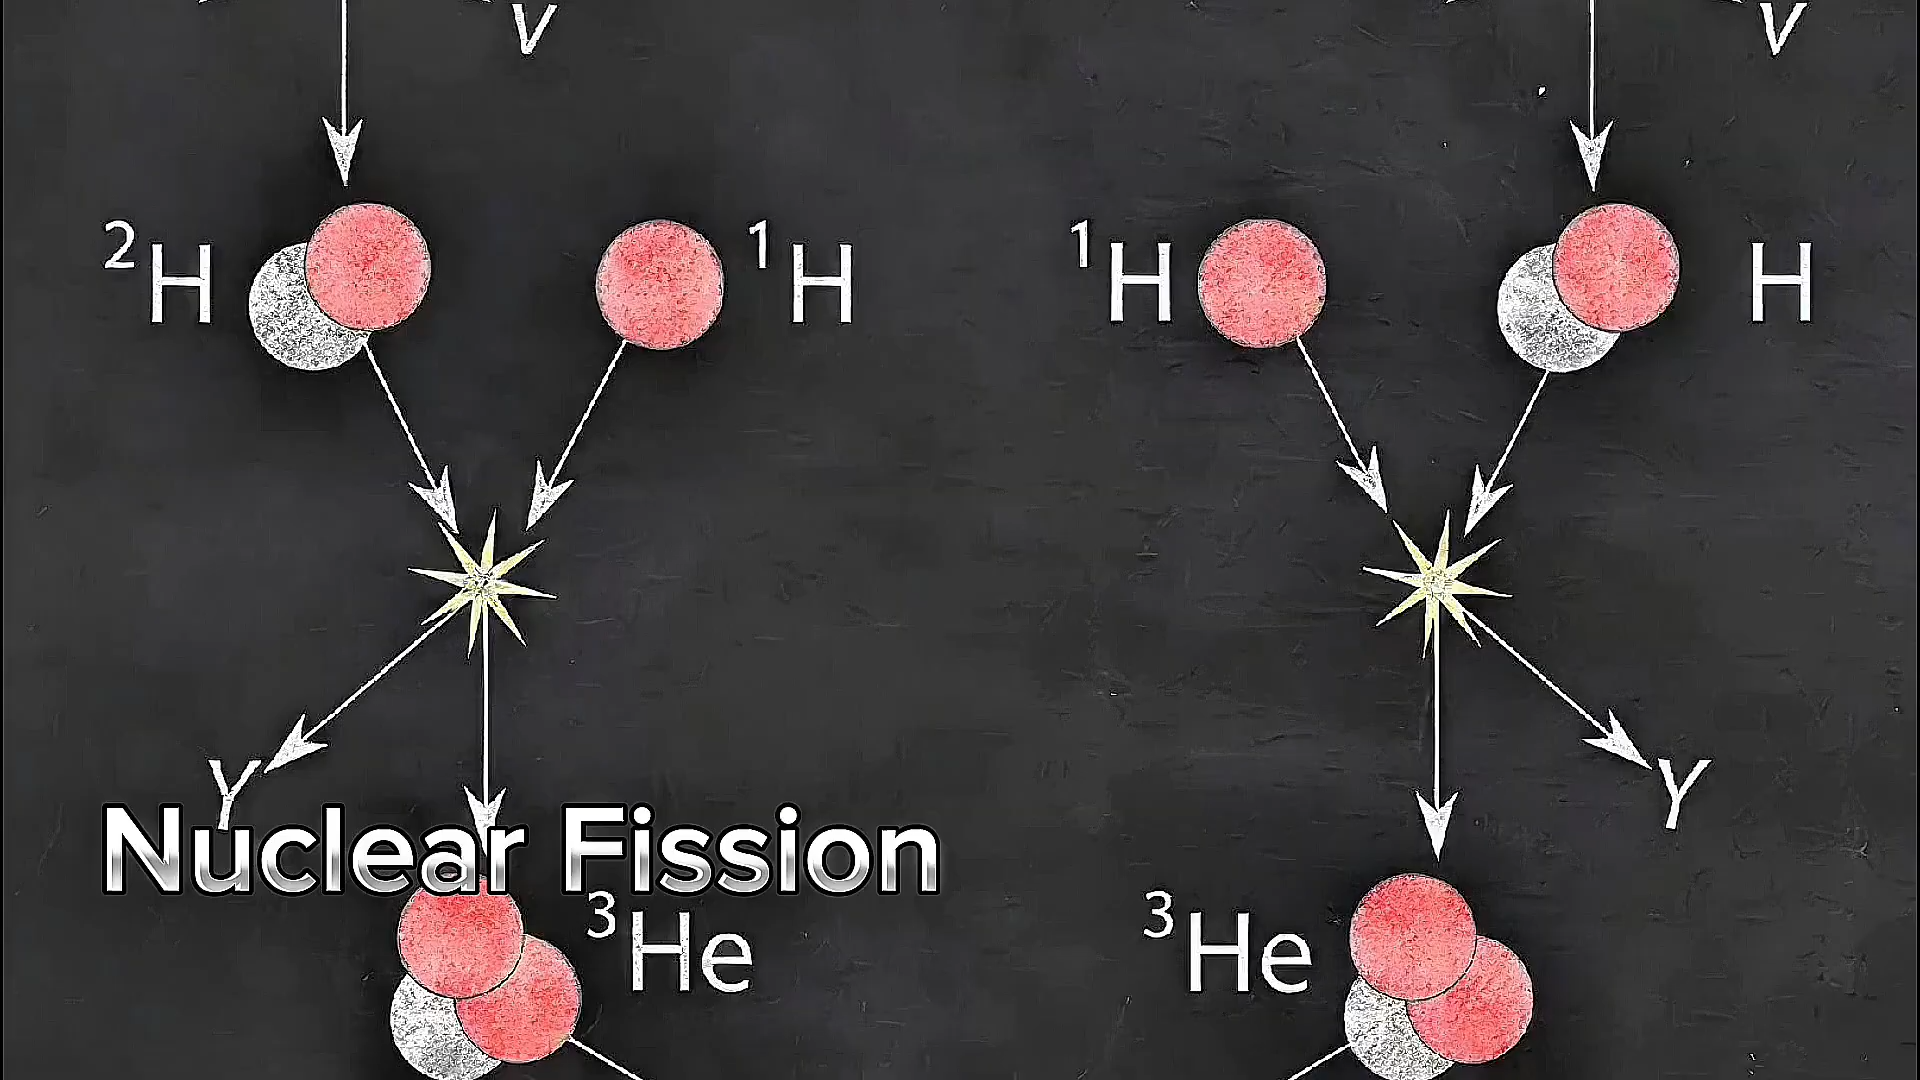 V V
²H ¹H ¹H H
Y Y
Nuclear Fission
³He ³He